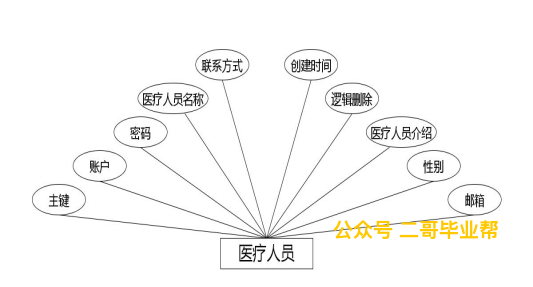 联系方式
创建时间
医疗人员名称
逻辑删除
密码
医疗人员介绍
账户
性别
主键
邮箱
公众号 二哥毕业帮
医疗人员